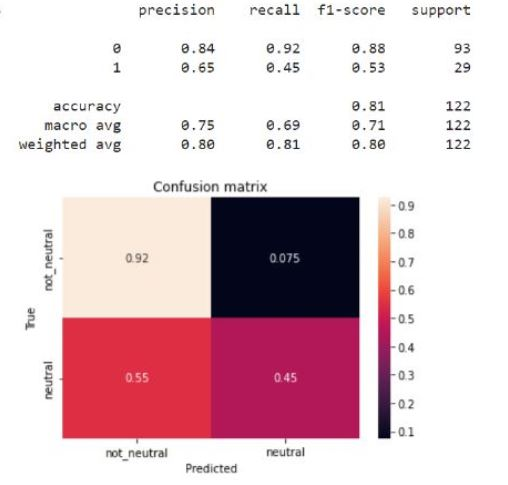 precision recall f1-score support
0 0.84 0.92 0.88 93
1 0.65 0.45 0.53 29
accuracy 0.81 122
macro avg 0.75 0.69 0.71 122
weighted avg 0.80 0.81 0.80 122
Confusion matrix
not_neutral
neutral
True
0.92 0.075
0.55 0.45
not_neutral neutral
Predicted
0.9
0.8
0.7
0.6
0.5
0.4
0.3
0.2
0.1